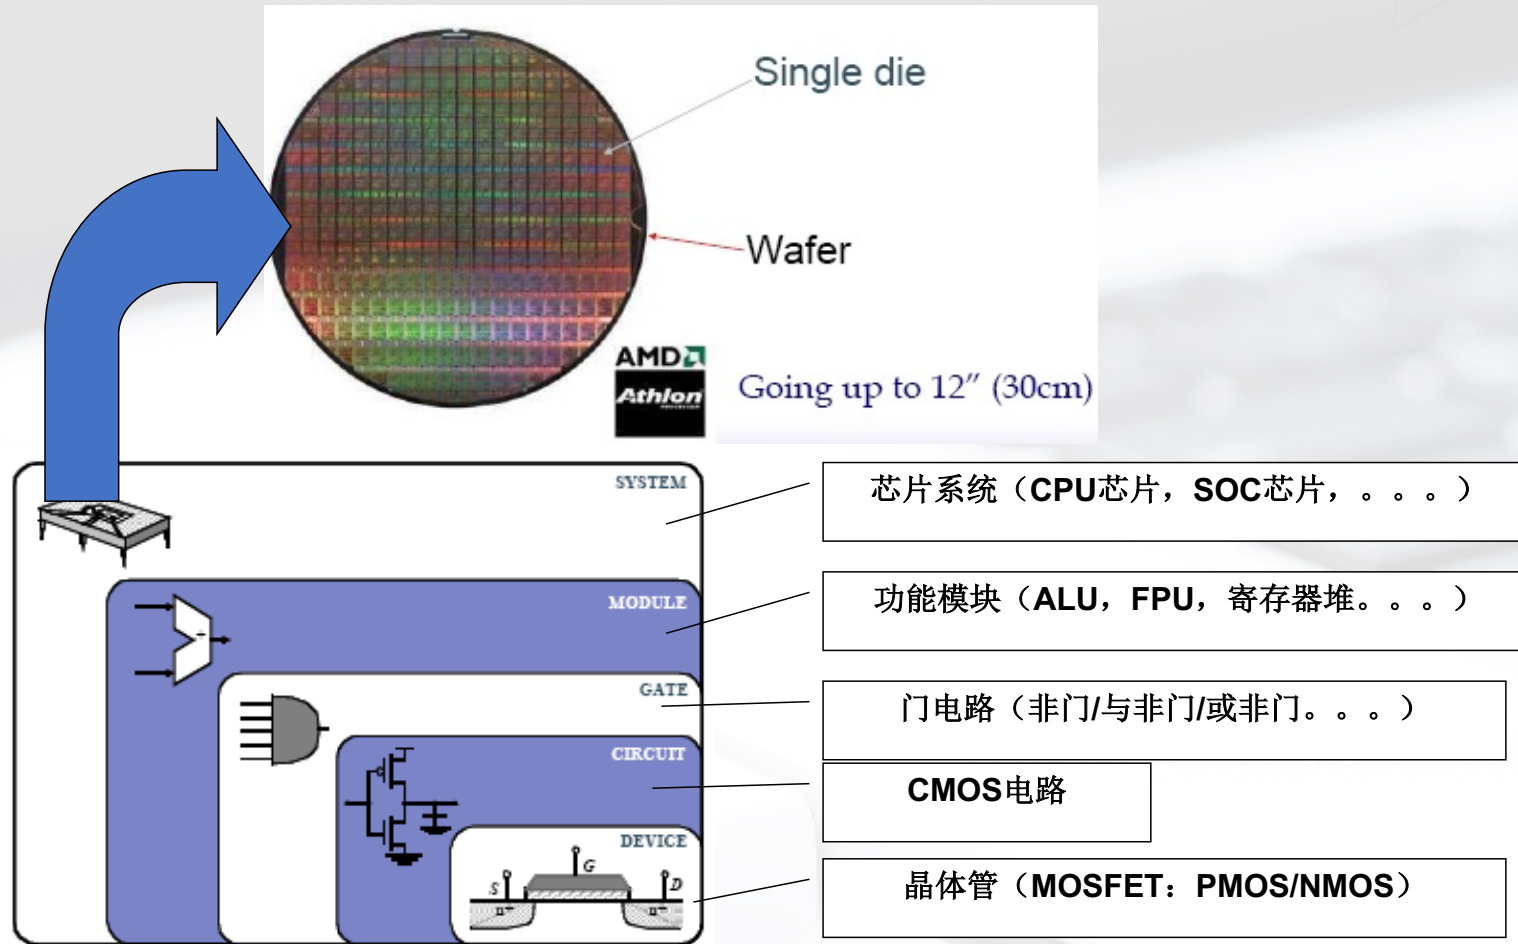 Single die
Wafer
AMD
Athlon
Going up to 12″ (30cm)
SYSTEM
芯片系统（CPU芯片，SOC芯片，。。。）
MODULE
+
功能模块（ALU，FPU，寄存器堆。。。）
GATE
门电路（非门/与非门/或非门。。。）
CIRCUIT
CMOS电路
DEVICE
G
S
D
n+
n+
晶体管（MOSFET：PMOS/NMOS）